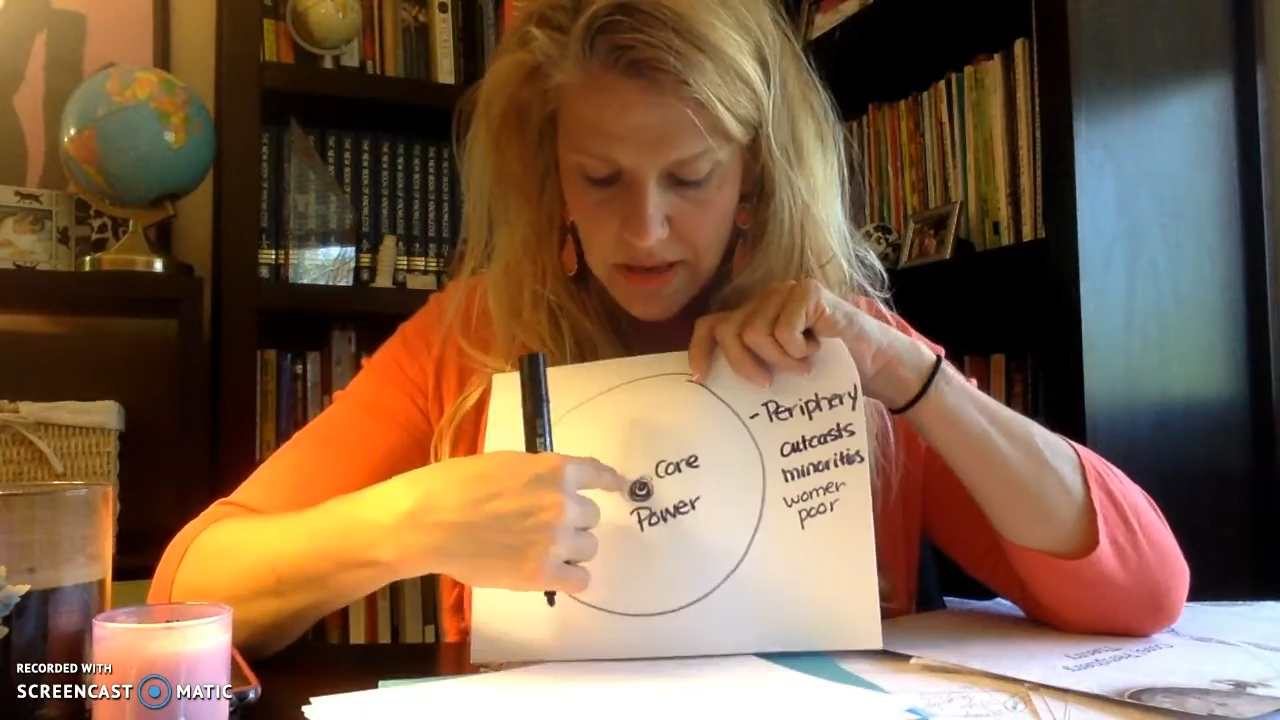 - Periphery
outcasts
minorities
women
poor
Core
Power
RECORDED WITH
SCREENCAST MATIC